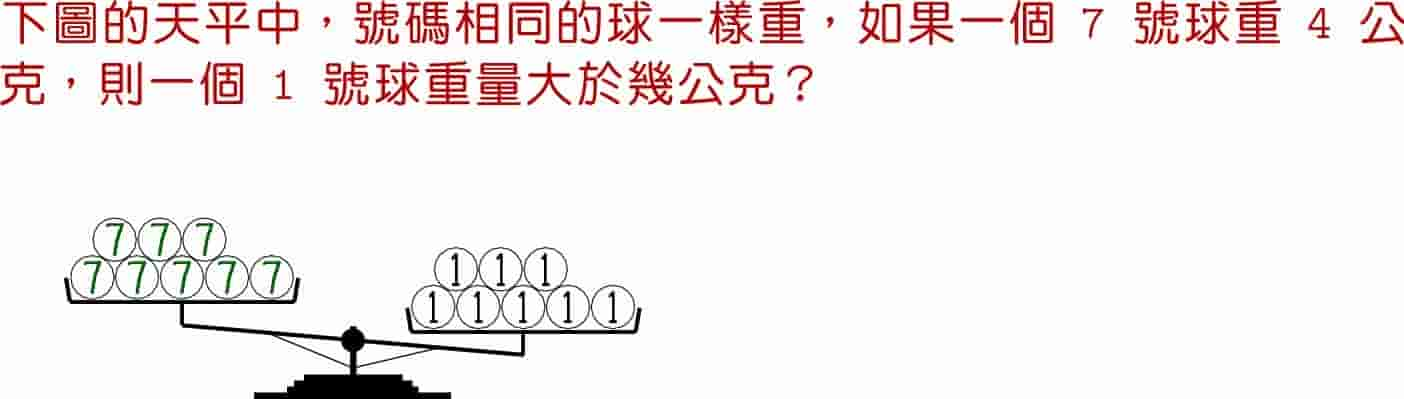 下圖的天平中，號碼相同的球一樣重，如果一個 7 號球重 4 公
克，則一個 1 號球重量大於幾公克？
7 7 7
7 7 7 7 7
1 1 1
1 1 1 1 1